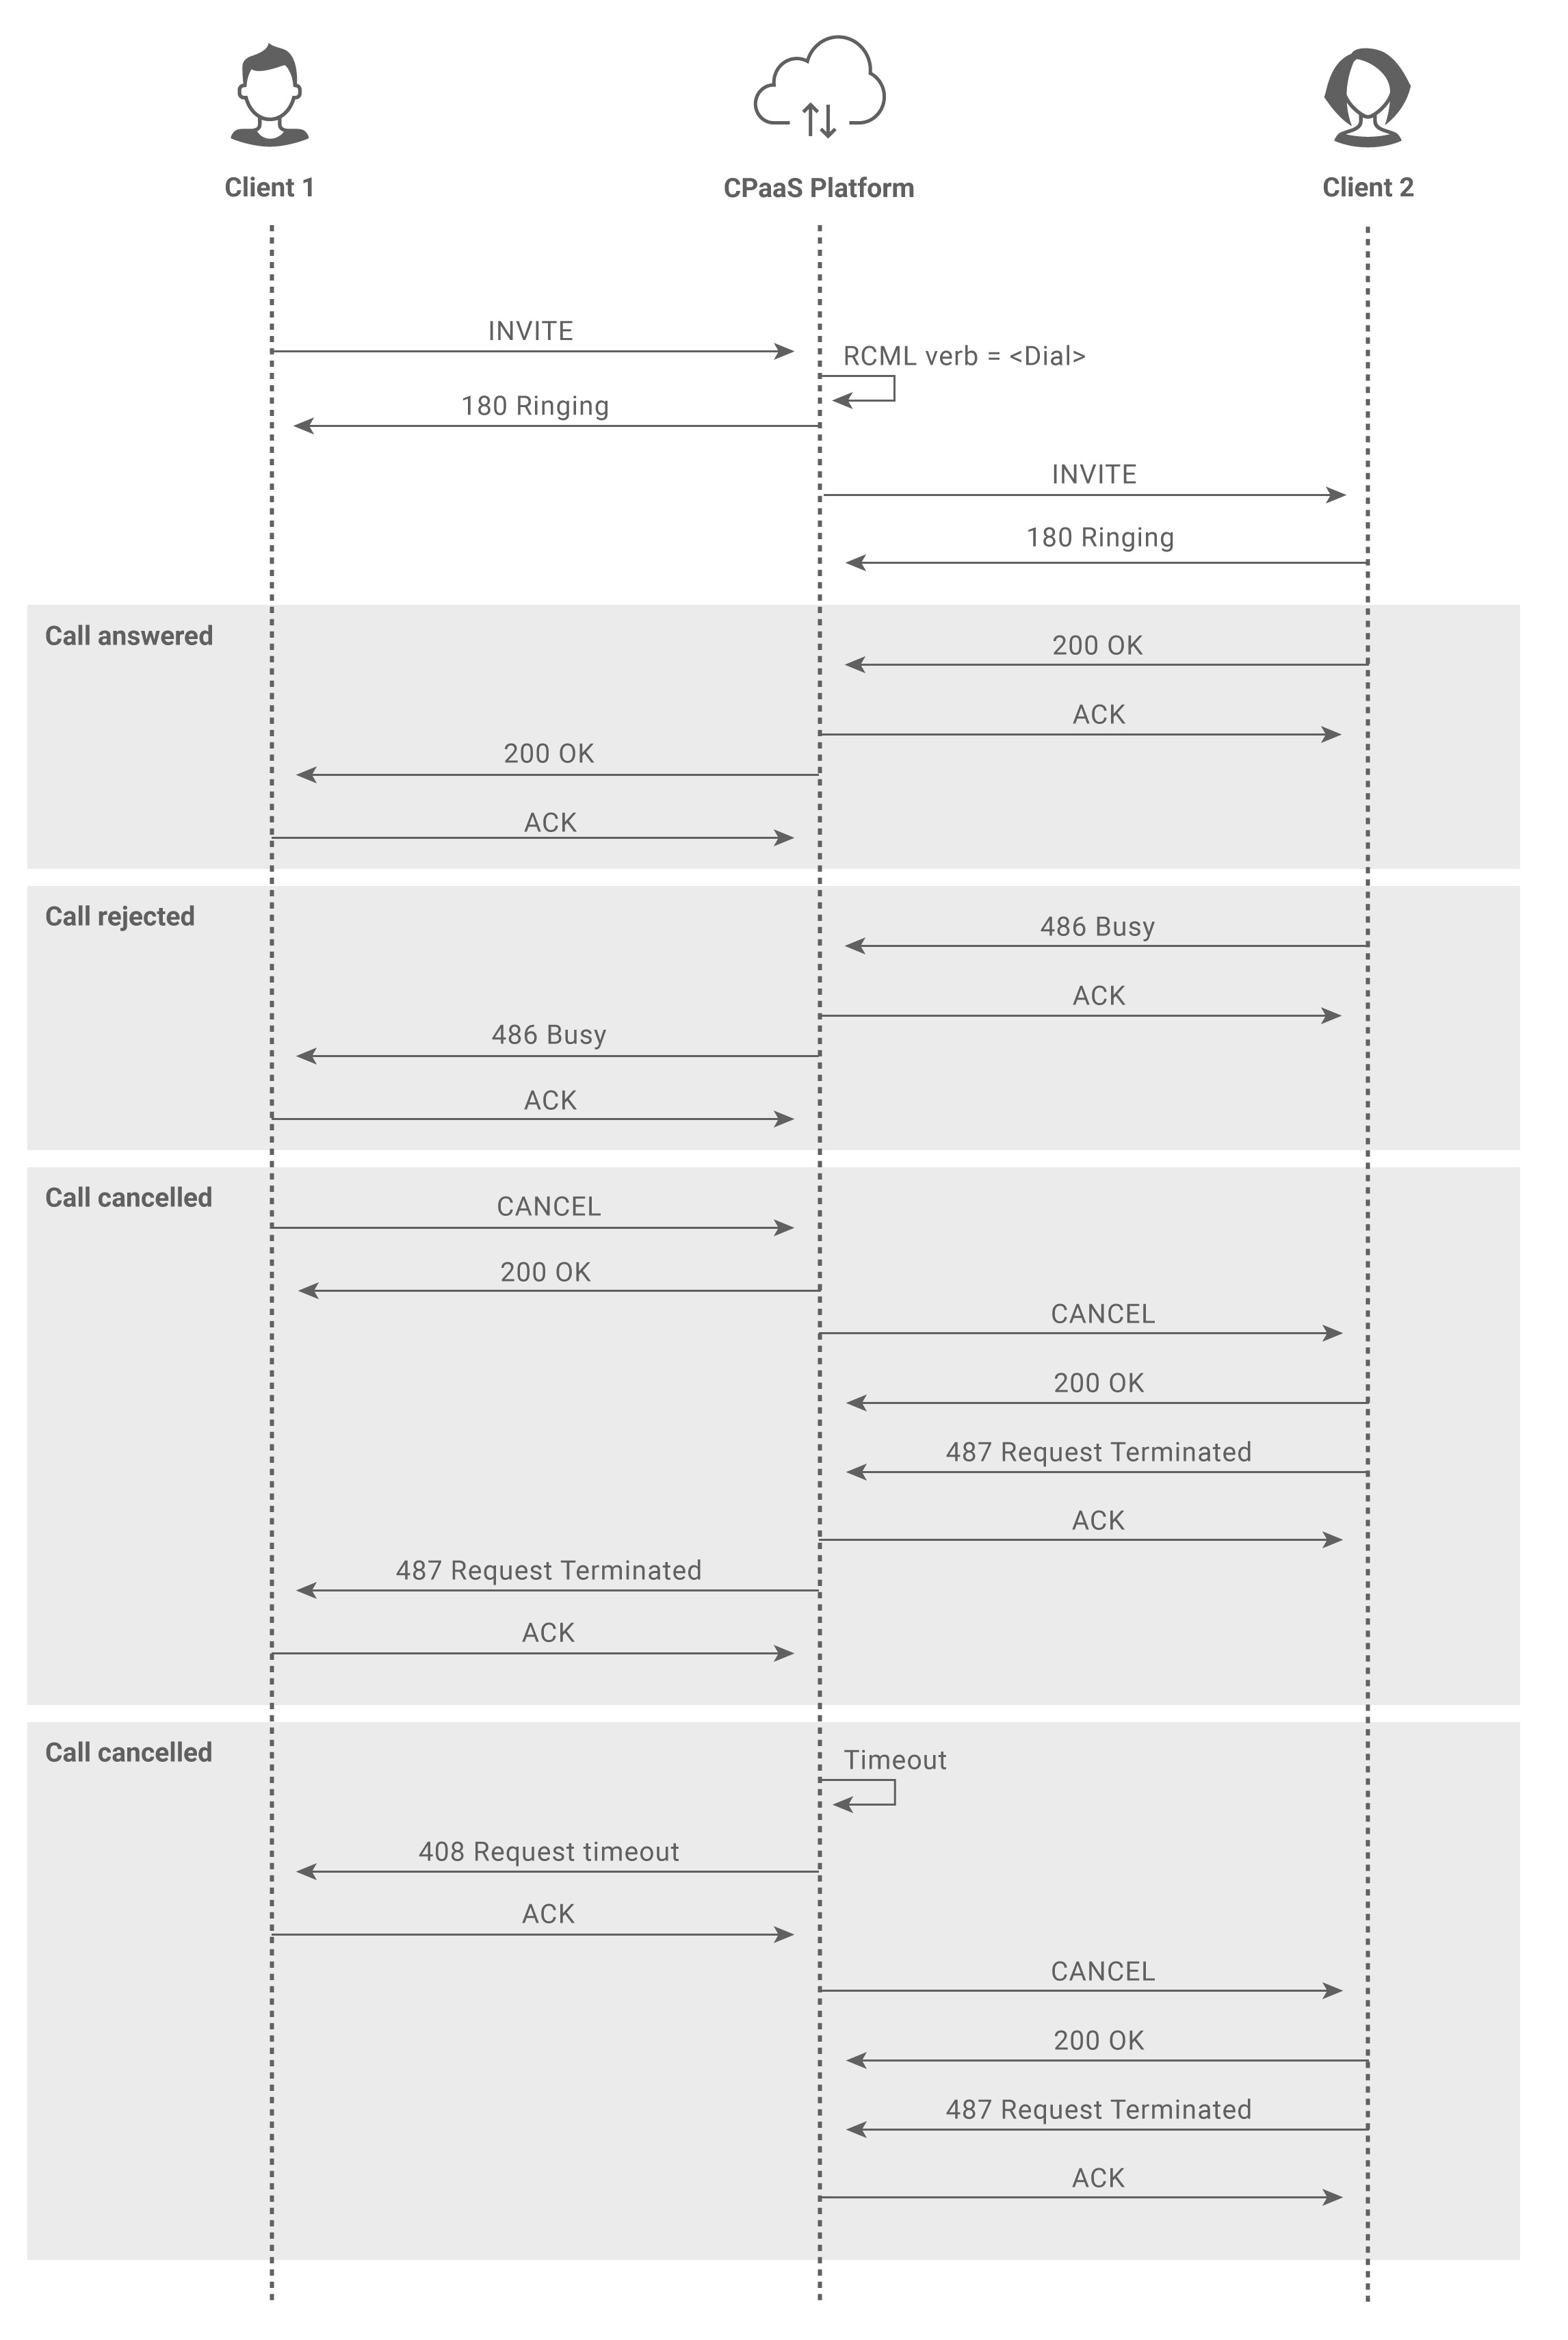 Client 1
CPaaS Platform
Client 2
INVITE
RCML verb = <Dial>
180 Ringing
INVITE
180 Ringing
Call answered
200 OK
ACK
200 OK
ACK
Call rejected
486 Busy
ACK
486 Busy
ACK
Call cancelled
CANCEL
200 OK
CANCEL
200 OK
487 Request Terminated
ACK
487 Request Terminated
ACK
Call cancelled
Timeout
408 Request timeout
ACK
CANCEL
200 OK
487 Request Terminated
ACK